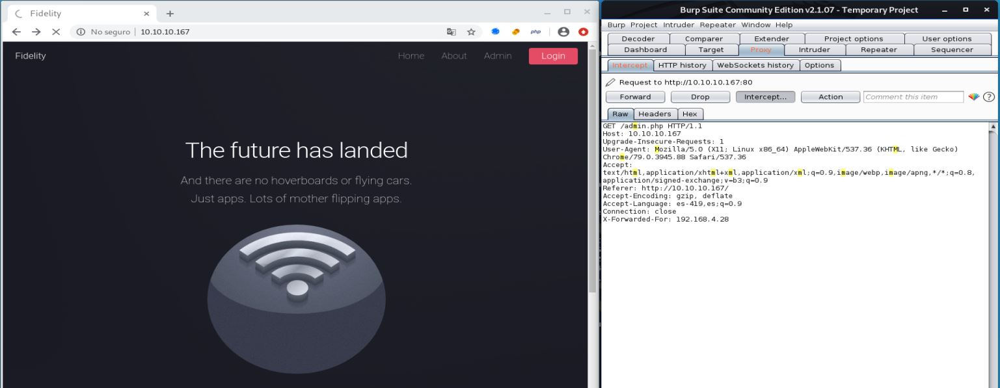 Fidelity
No seguro
10.10.10.167
php
Fidelity
Home
About
Admin
Login
The future has landed
And there are no hoverboards or flying cars.
Just apps. Lots of mother flipping apps.
Burp Suite Community Edition v2.1.07 - Temporary Project
Burp Project Intruder Repeater Window Help
Decoder Comparer Extender Project options User options
Dashboard Target Proxy Intruder Repeater Sequencer
Intercept HTTP history WebSockets history Options
Request to http://10.10.10.167:80
Forward Drop Intercept... Action Comment this item ?
Raw Headers Hex
GET /admin.php HTTP/1.1
Host: 10.10.10.167
Upgrade-Insecure-Requests: 1
User-Agent: Mozilla/5.0 (X11; Linux x86_64) AppleWebKit/537.36 (KHTML, like Gecko)
Chrome/79.0.3945.88 Safari/537.36
Accept:
text/html,application/xhtml+xml,application/xml;q=0.9,image/webp,image/apng,*/*;q=0.8,
application/signed-exchange;v=b3;q=0.9
Referer: http://10.10.10.167/
Accept-Encoding: gzip, deflate
Accept-Language: es-419,es;q=0.9
Connection: close
X-Forwarded-For: 192.168.4.28